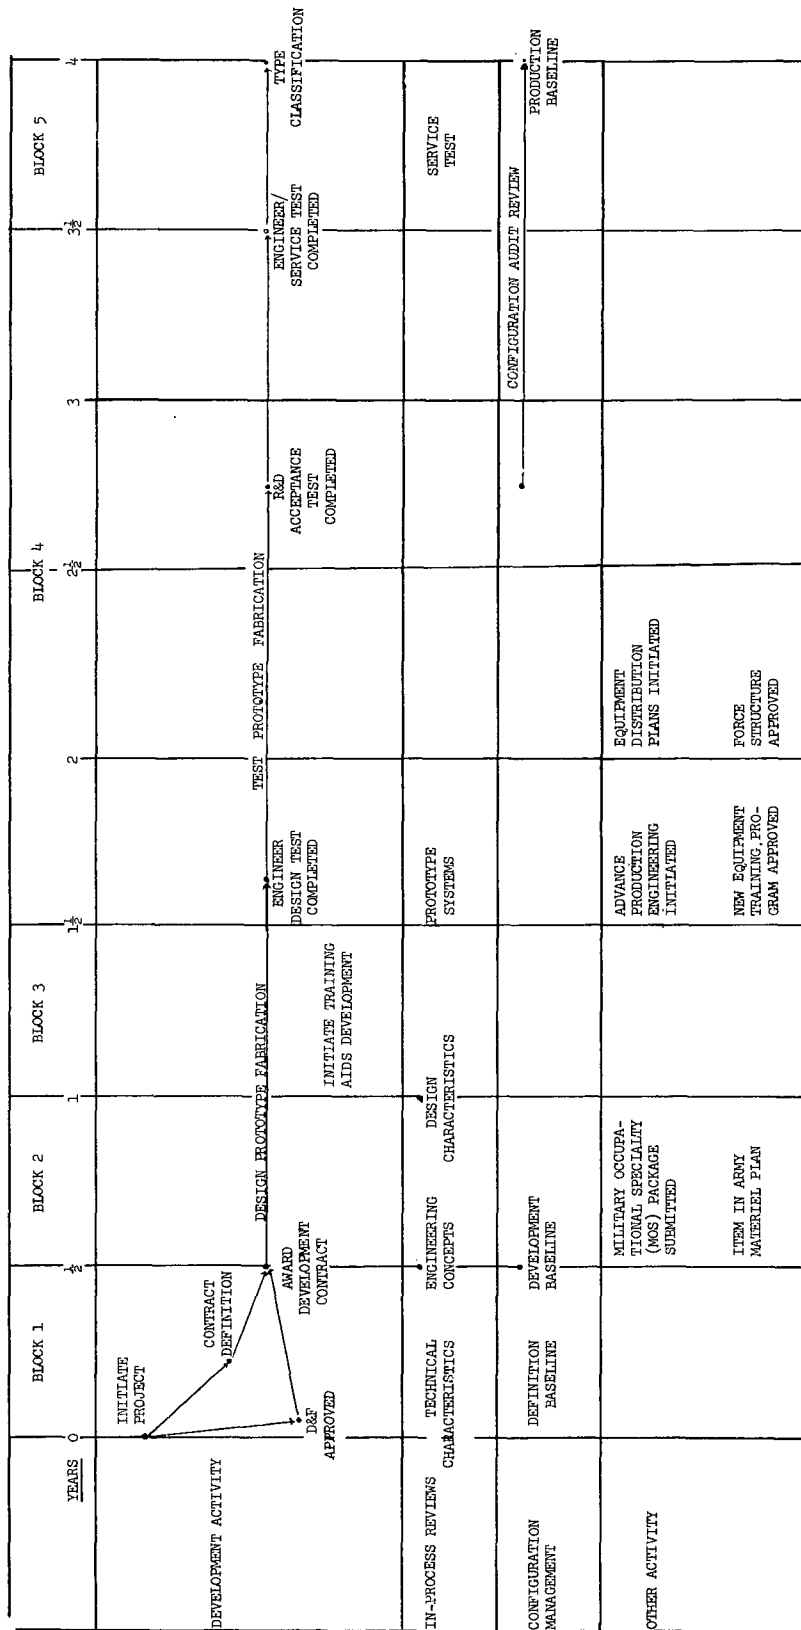 BLOCK 1
BLOCK 2
BLOCK 3
BLOCK 4
BLOCK 5
YEARS
0
½
1
1½
2
2½
3
3½
4
DEVELOPMENT ACTIVITY
INITIATE
PROJECT
CONTRACT
DEFINITION
D&F
APPROVED
AWARD
DEVELOPMENT
CONTRACT
DESIGN PROTOTYPE FABRICATION
INITIATE TRAINING
AIDS DEVELOPMENT
ENGINEER
DESIGN TEST
COMPLETED
TEST PROTOTYPE FABRICATION
R&D
ACCEPTANCE
TEST
COMPLETED
ENGINEER/
SERVICE TEST
COMPLETED
TYPE
CLASSIFICATION
IN-PROCESS REVIEWS
TECHNICAL
CHARACTERISTICS
ENGINEERING
CONCEPTS
DESIGN
CHARACTERISTICS
PROTOTYPE
SYSTEMS
SERVICE
TEST
CONFIGURATION
MANAGEMENT
DEFINITION
BASELINE
DEVELOPMENT
BASELINE
CONFIGURATION AUDIT REVIEW
PRODUCTION
BASELINE
OTHER ACTIVITY
MILITARY OCCUPA-
TIONAL SPECIALTY
(MOS) PACKAGE
SUBMITTED
ITEM IN ARMY
MATERIEL PLAN
ADVANCE
PRODUCTION
ENGINEERING
INITIATED
NEW EQUIPMENT
TRAINING PRO-
GRAM APPROVED
EQUIPMENT
DISTRIBUTION
PLANS INITIATED
FORCE
STRUCTURE
APPROVED